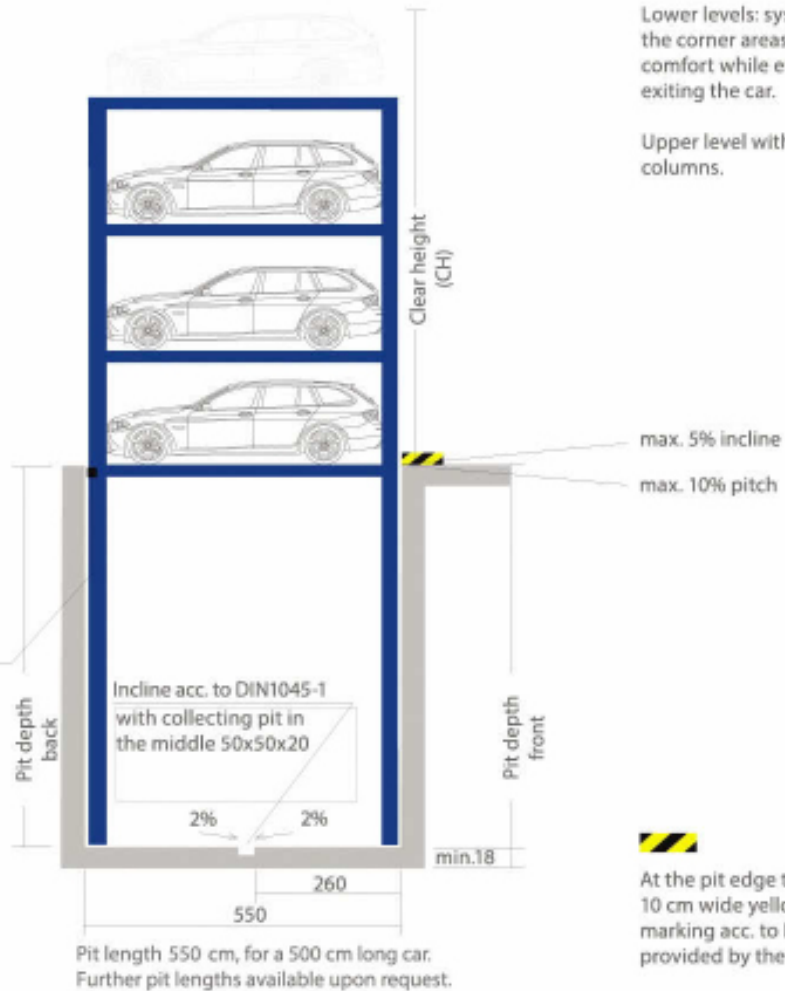 Lower levels: sy
the corner areas
comfort while e
exiting the car.
Upper level with
columns.
Clear height
(CH)
max. 5% incline
max. 10% pitch
Pit depth
back
Incline acc. to DIN1045-1
with collecting pit in
the middle 50x50x20
2%
2%
Pit depth
front
min.18
260
550
Pit length 550 cm, for a 500 cm long car.
Further pit lengths available upon request.
At the pit edge t
10 cm wide yello
marking acc. to
provided by the